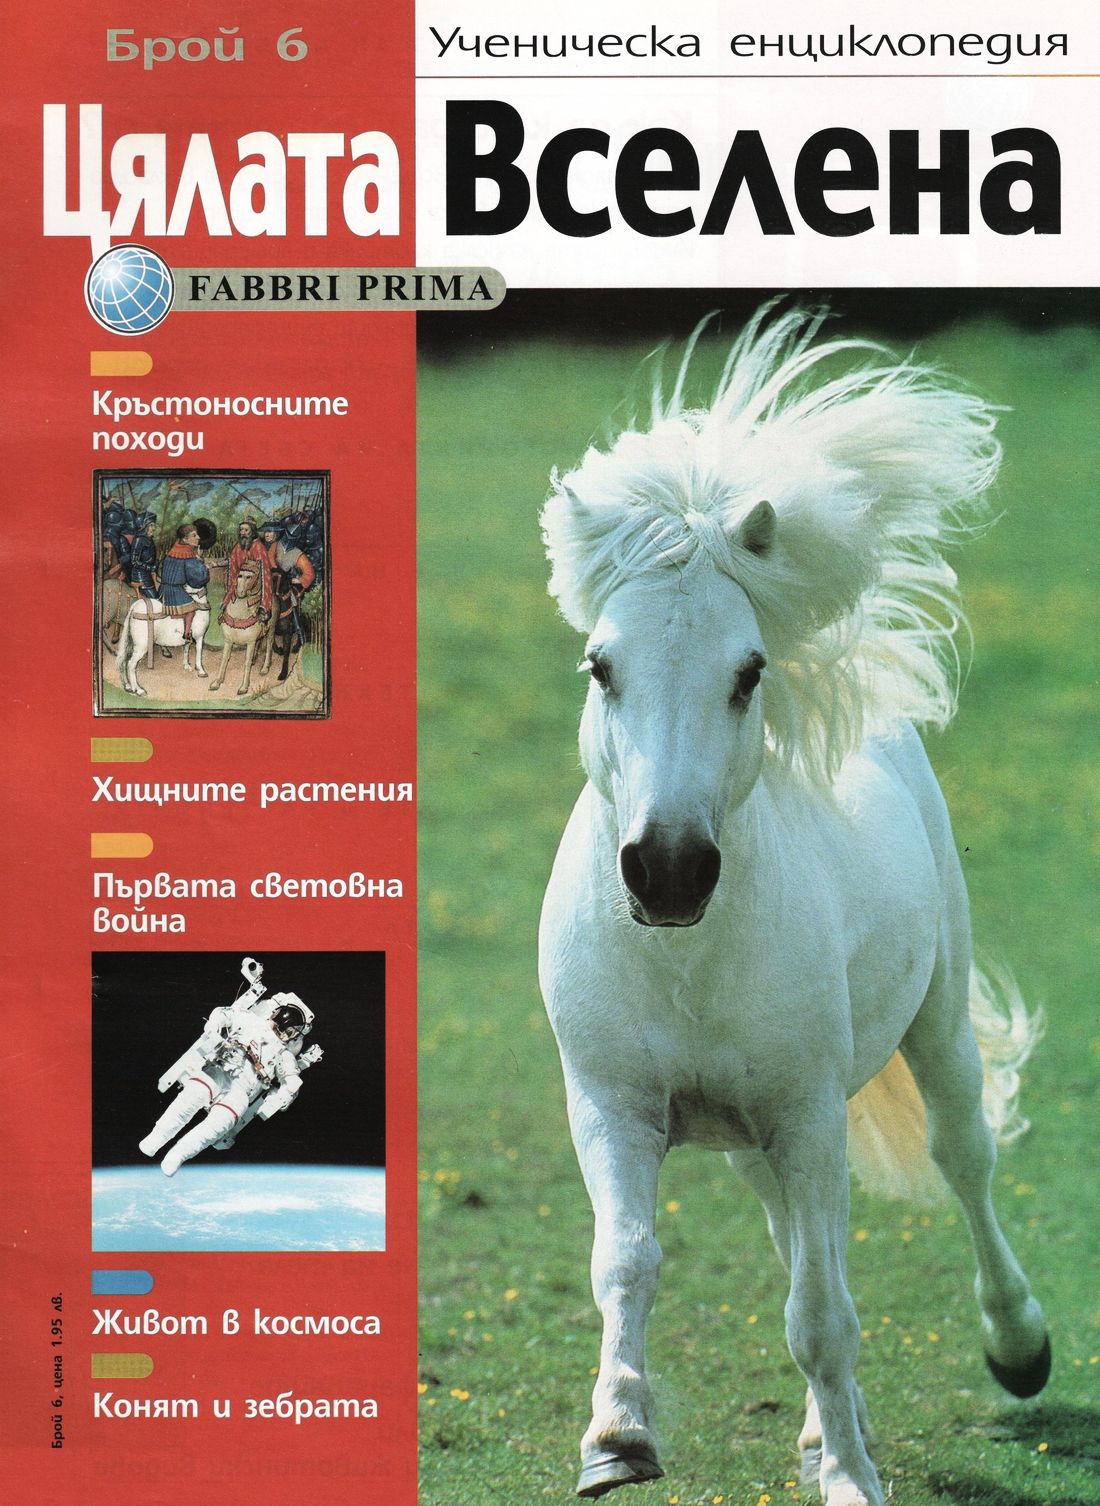 Брой 6
Ученическа енциклопедия
Цялата Вселена
FABBRI PRIMA
Кръстоносните
походи
Хищните растения
Първата световна
война
Живот в космоса
Конят и зебрата
Брой 6, цена 1.95 лв.